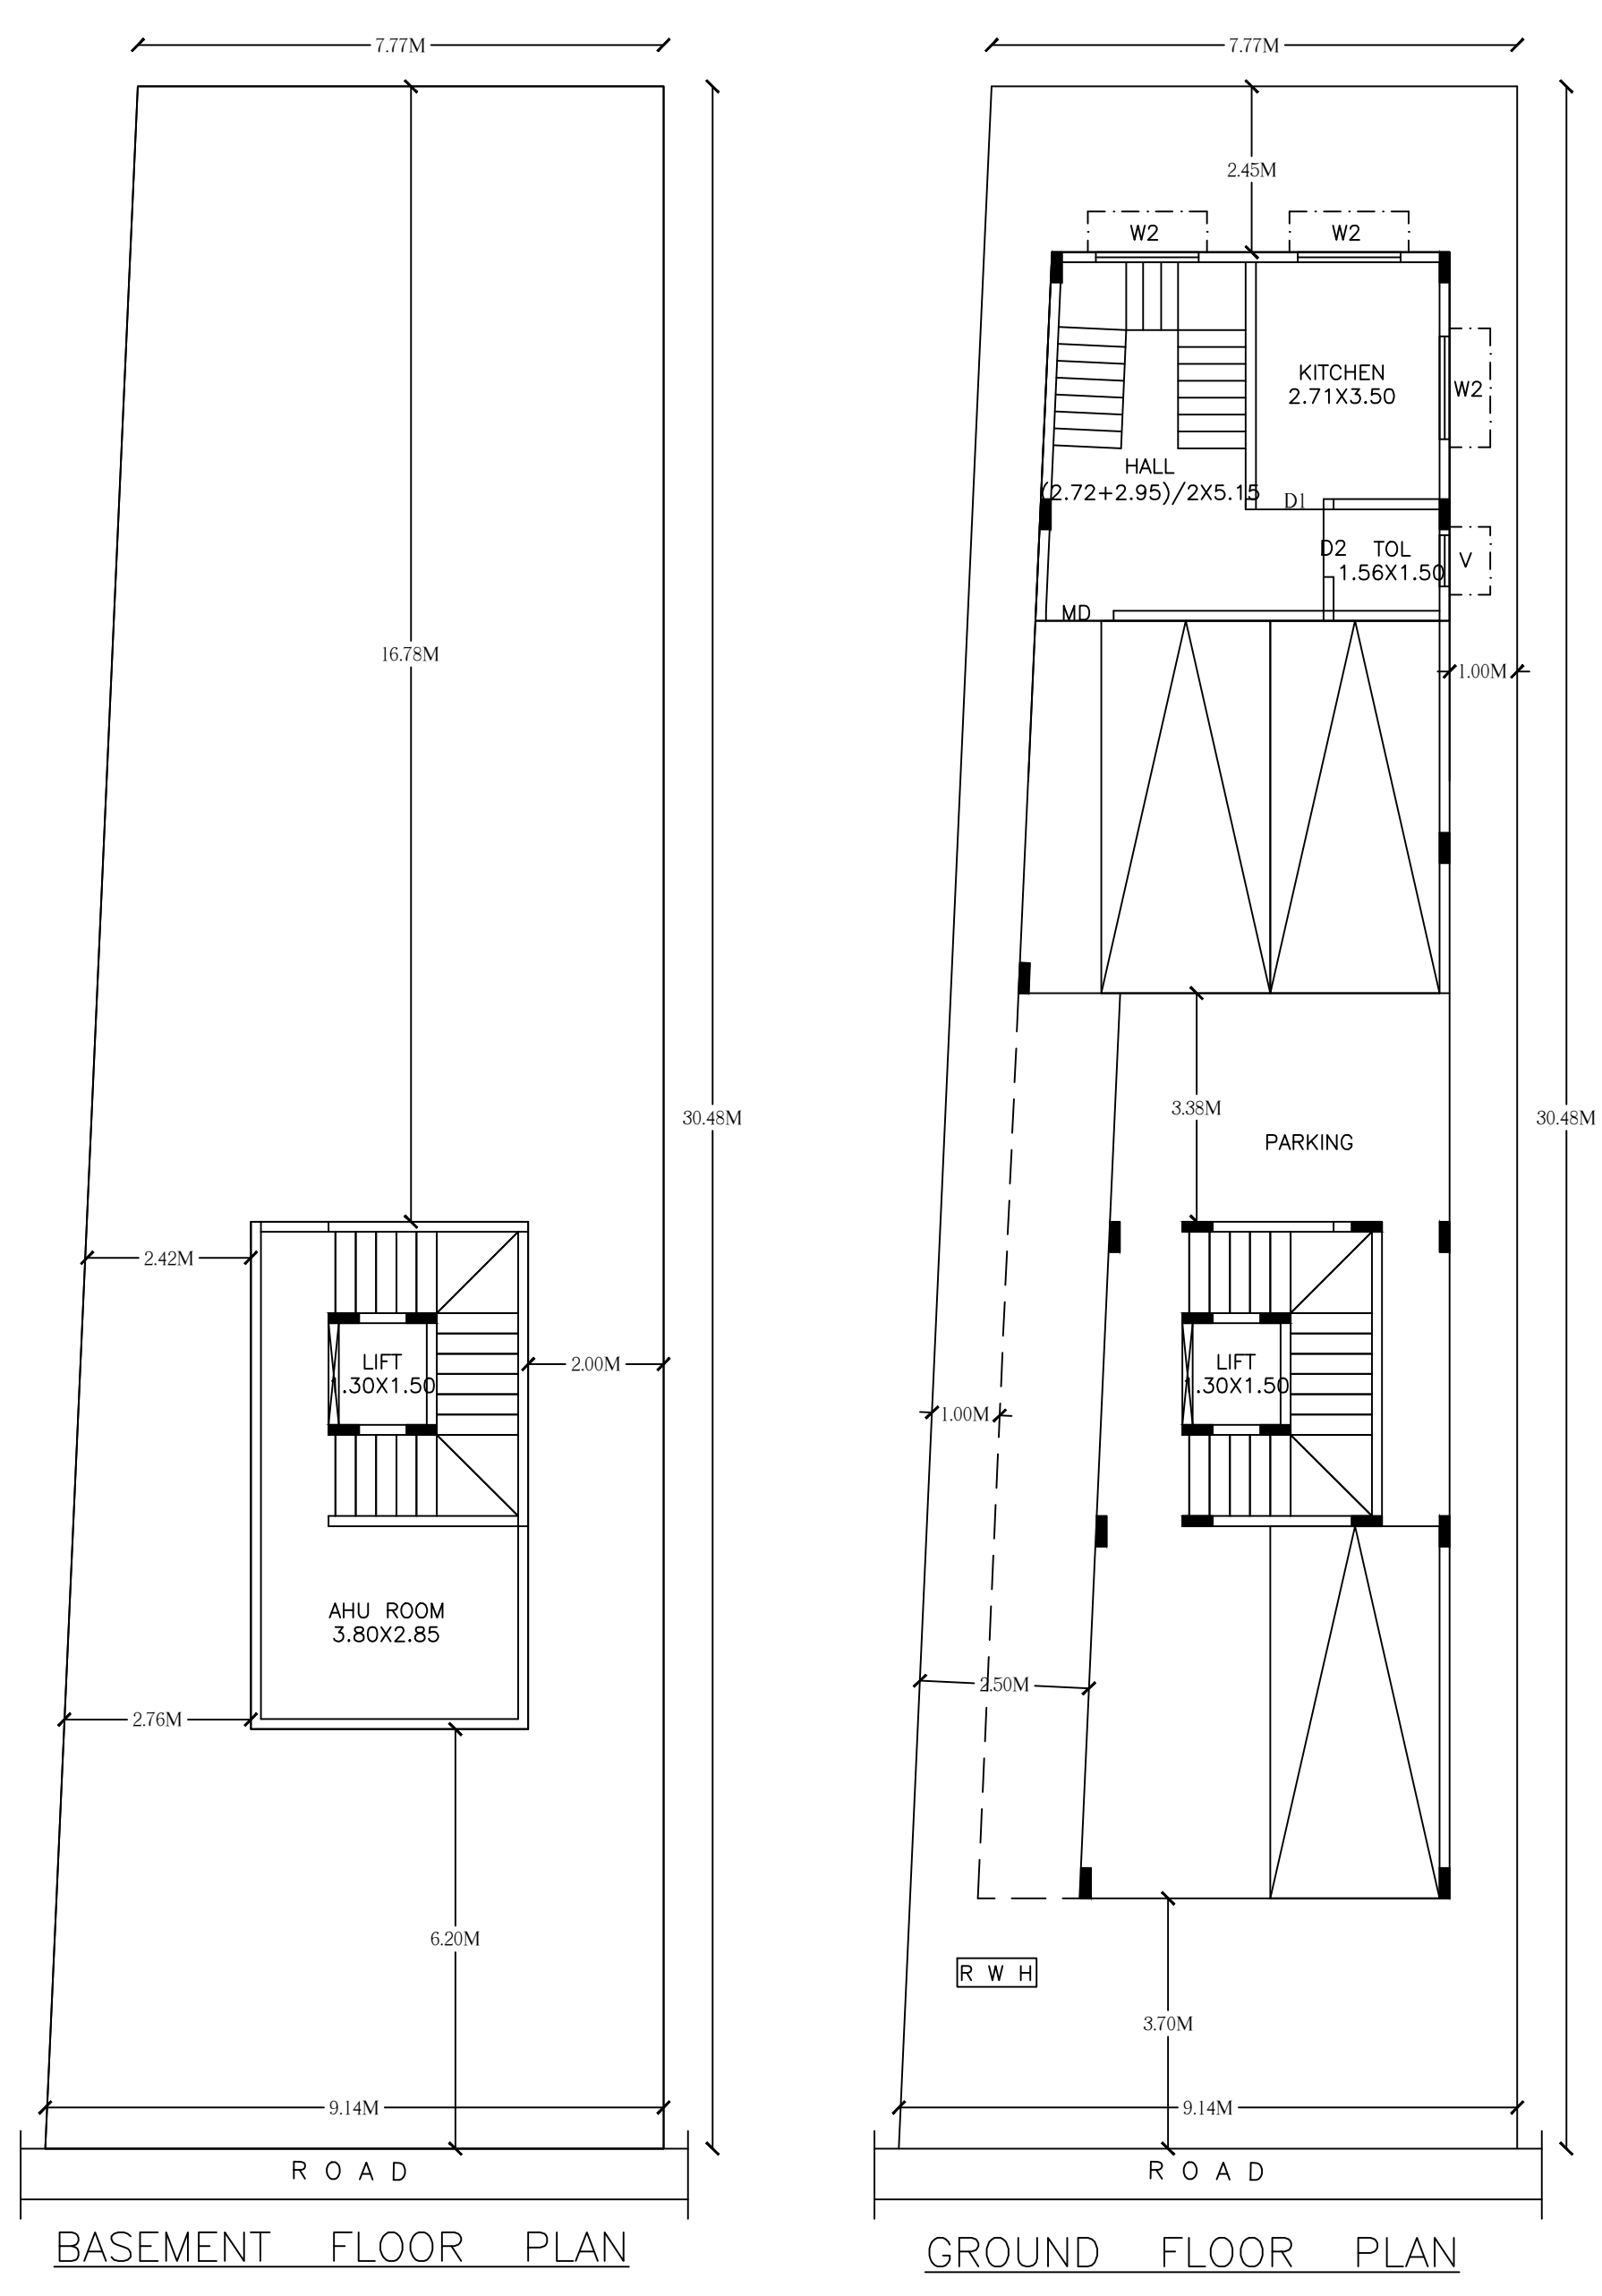 7.77M
16.78M
30.48M
2.42M
LIFT
1.30X1.50
2.00M
AHU ROOM
3.80X2.85
2.76M
6.20M
9.14M
R O A D
BASEMENT FLOOR PLAN
7.77M
2.45M
W2
W2
KITCHEN
2.71X3.50
W2
HALL
(2.72+2.95)/2X5.15
D1
D2
TOL
1.56X1.50
V
MD
1.00M
3.38M
30.48M
PARKING
LIFT
1.30X1.50
1.00M
2.50M
R W H
3.70M
9.14M
R O A D
GROUND FLOOR PLAN